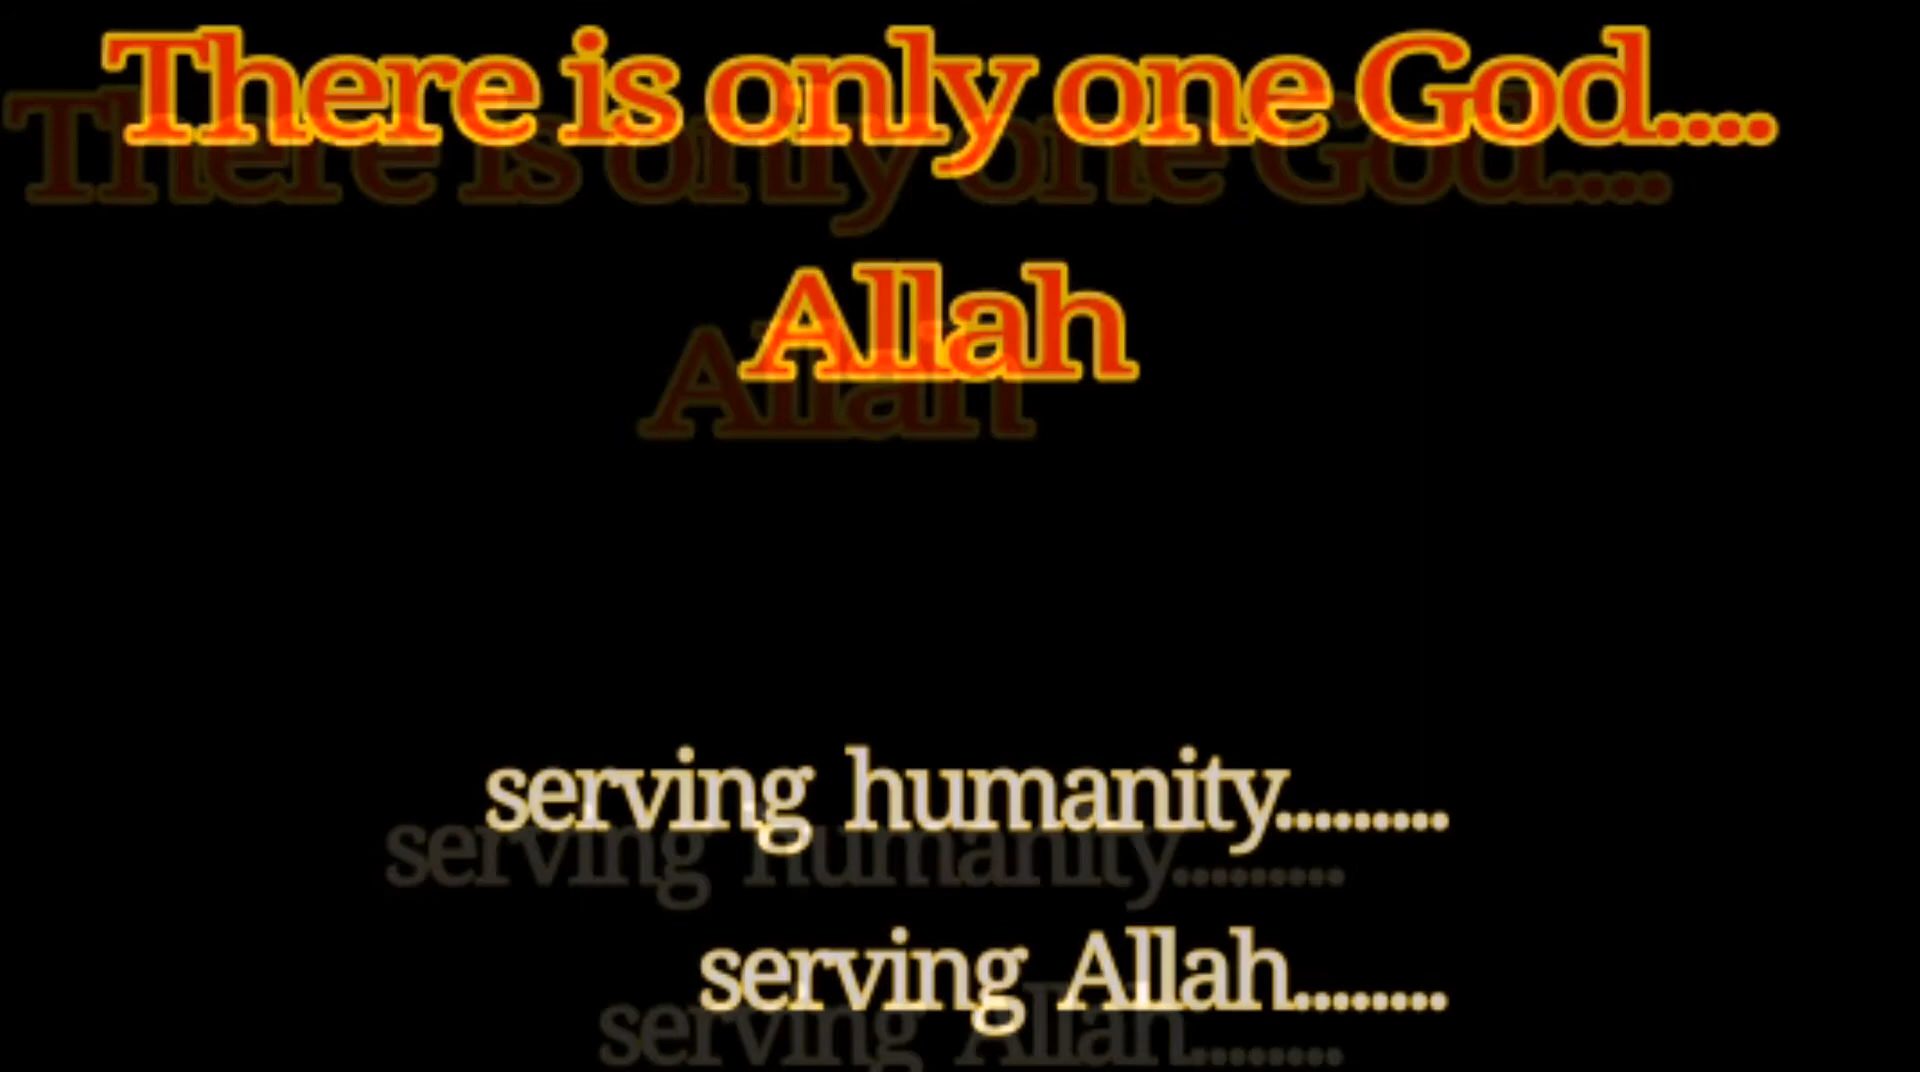 There is only one God....
Allah
serving humanity.........
serving Allah........